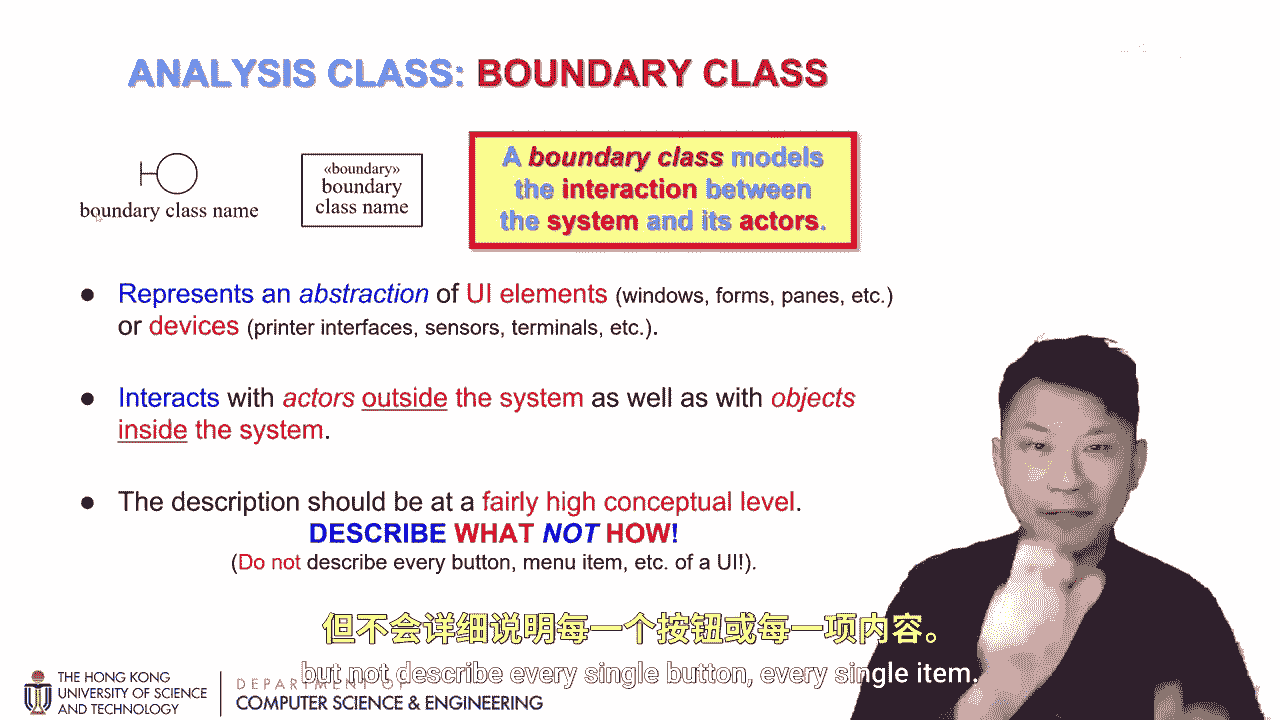 ANALYSIS CLASS: BOUNDARY CLASS
boundary class name
«boundary»
boundary
class name
A boundary class models
the interaction between
the system and its actors.
● Represents an abstraction of UI elements (windows, forms, panes, etc.)
or devices (printer interfaces, sensors, terminals, etc.).
● Interacts with actors outside the system as well as with objects
inside the system.
● The description should be at a fairly high conceptual level.
DESCRIBE WHAT NOT HOW!
(Do not describe every button, menu item, etc. of a UI!).
但不会详细说明每一个按钮或每一项内容。
but not describe every single button, every single item.
THE HONG KONG
UNIVERSITY OF SCIENCE
AND TECHNOLOGY
DEPARTMENT OF
COMPUTER SCIENCE & ENGINEERING